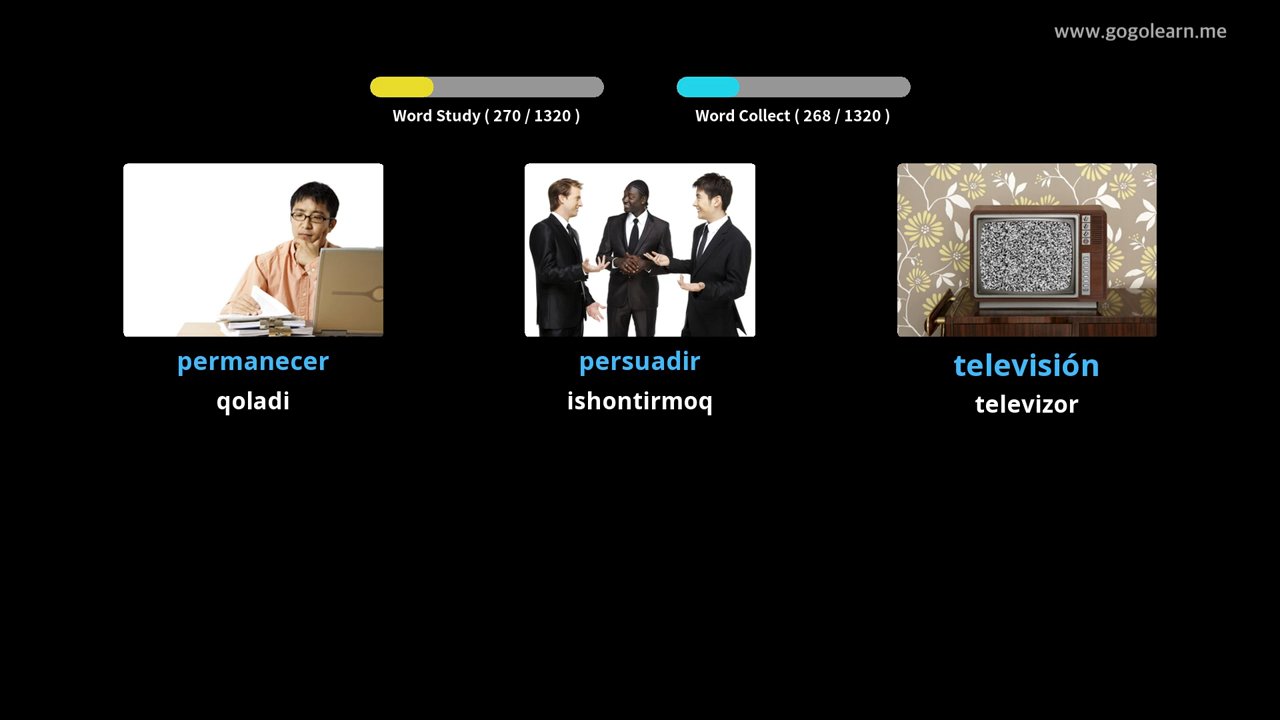 www.gogolearn.me
Word Study ( 270 / 1320 )
Word Collect ( 268 / 1320 )
permanecer
qoladi
persuadir
ishontirmoq
televisión
televizor